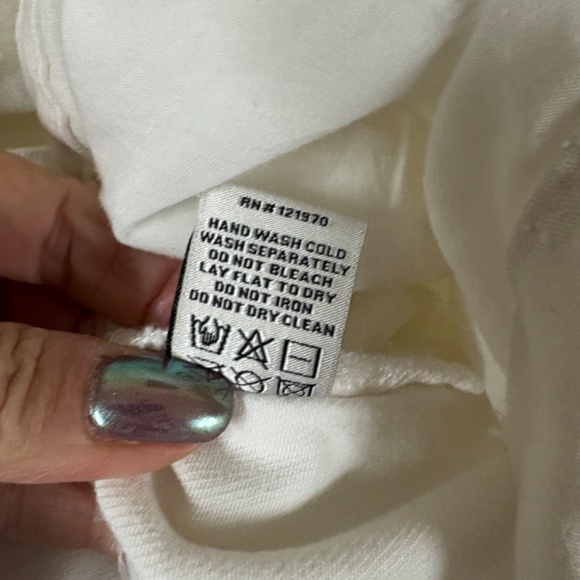 RN#121970
HAND WASH COLD
WASH SEPARATELY
DO NOT BLEACH
LAY FLAT TO DRY
DO NOT IRON
DO NOT DRY CLEAN